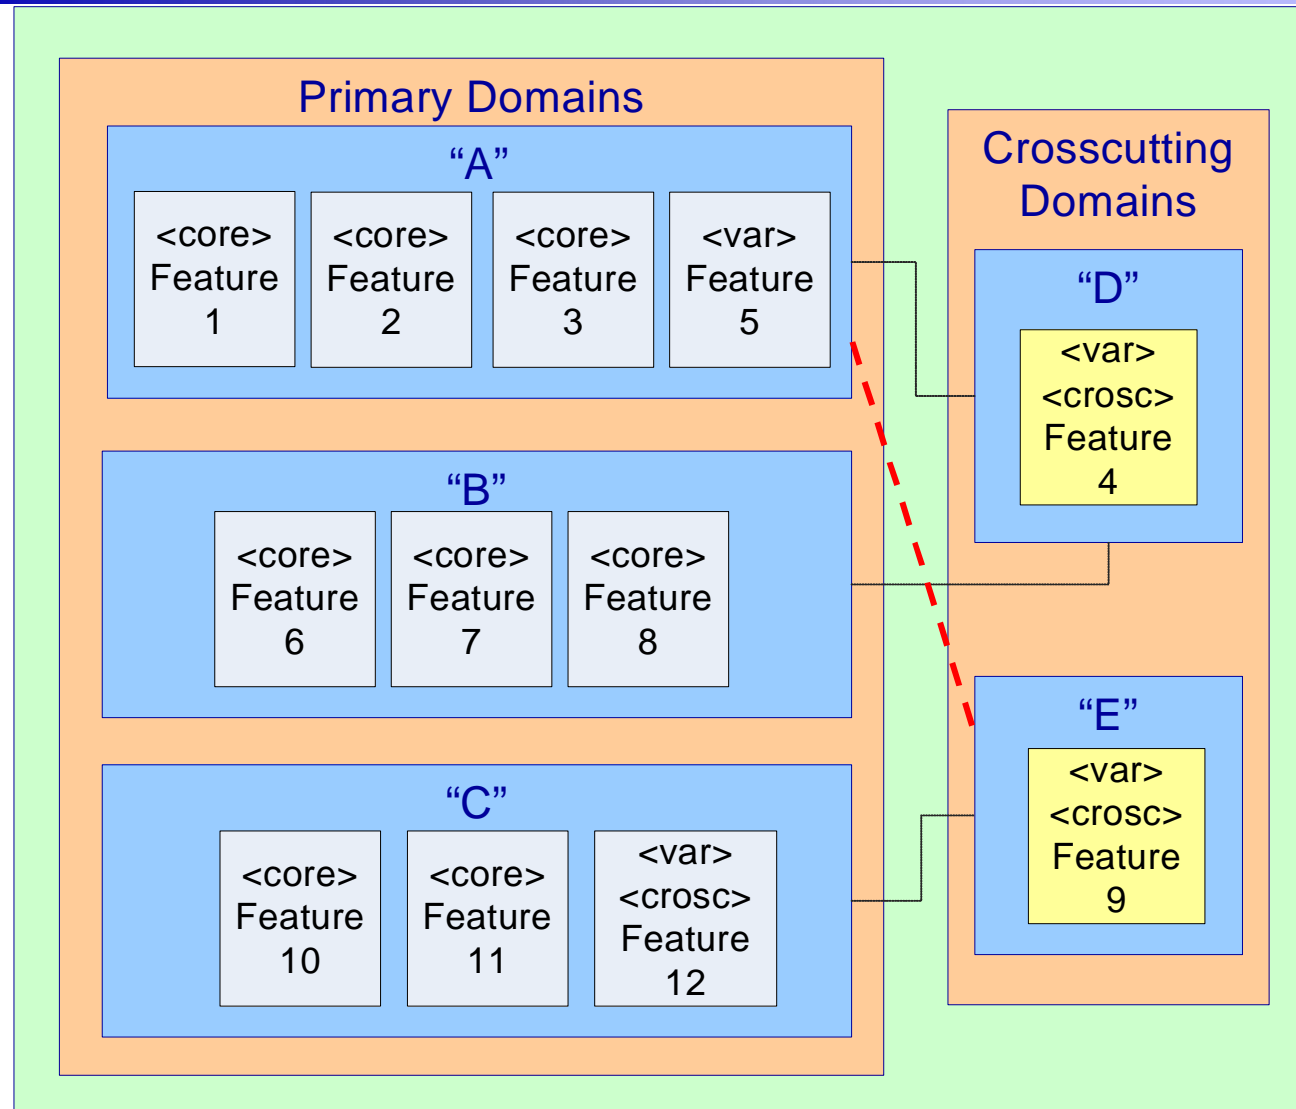 Primary Domains
“A”
<core>
Feature
1
<core>
Feature
2
<core>
Feature
3
<var>
Feature
5
“B”
<core>
Feature
6
<core>
Feature
7
<core>
Feature
8
“C”
<core>
Feature
10
<core>
Feature
11
<var>
<crosc>
Feature
12
Crosscutting
Domains
“D”
<var>
<crosc>
Feature
4
“E”
<var>
<crosc>
Feature
9